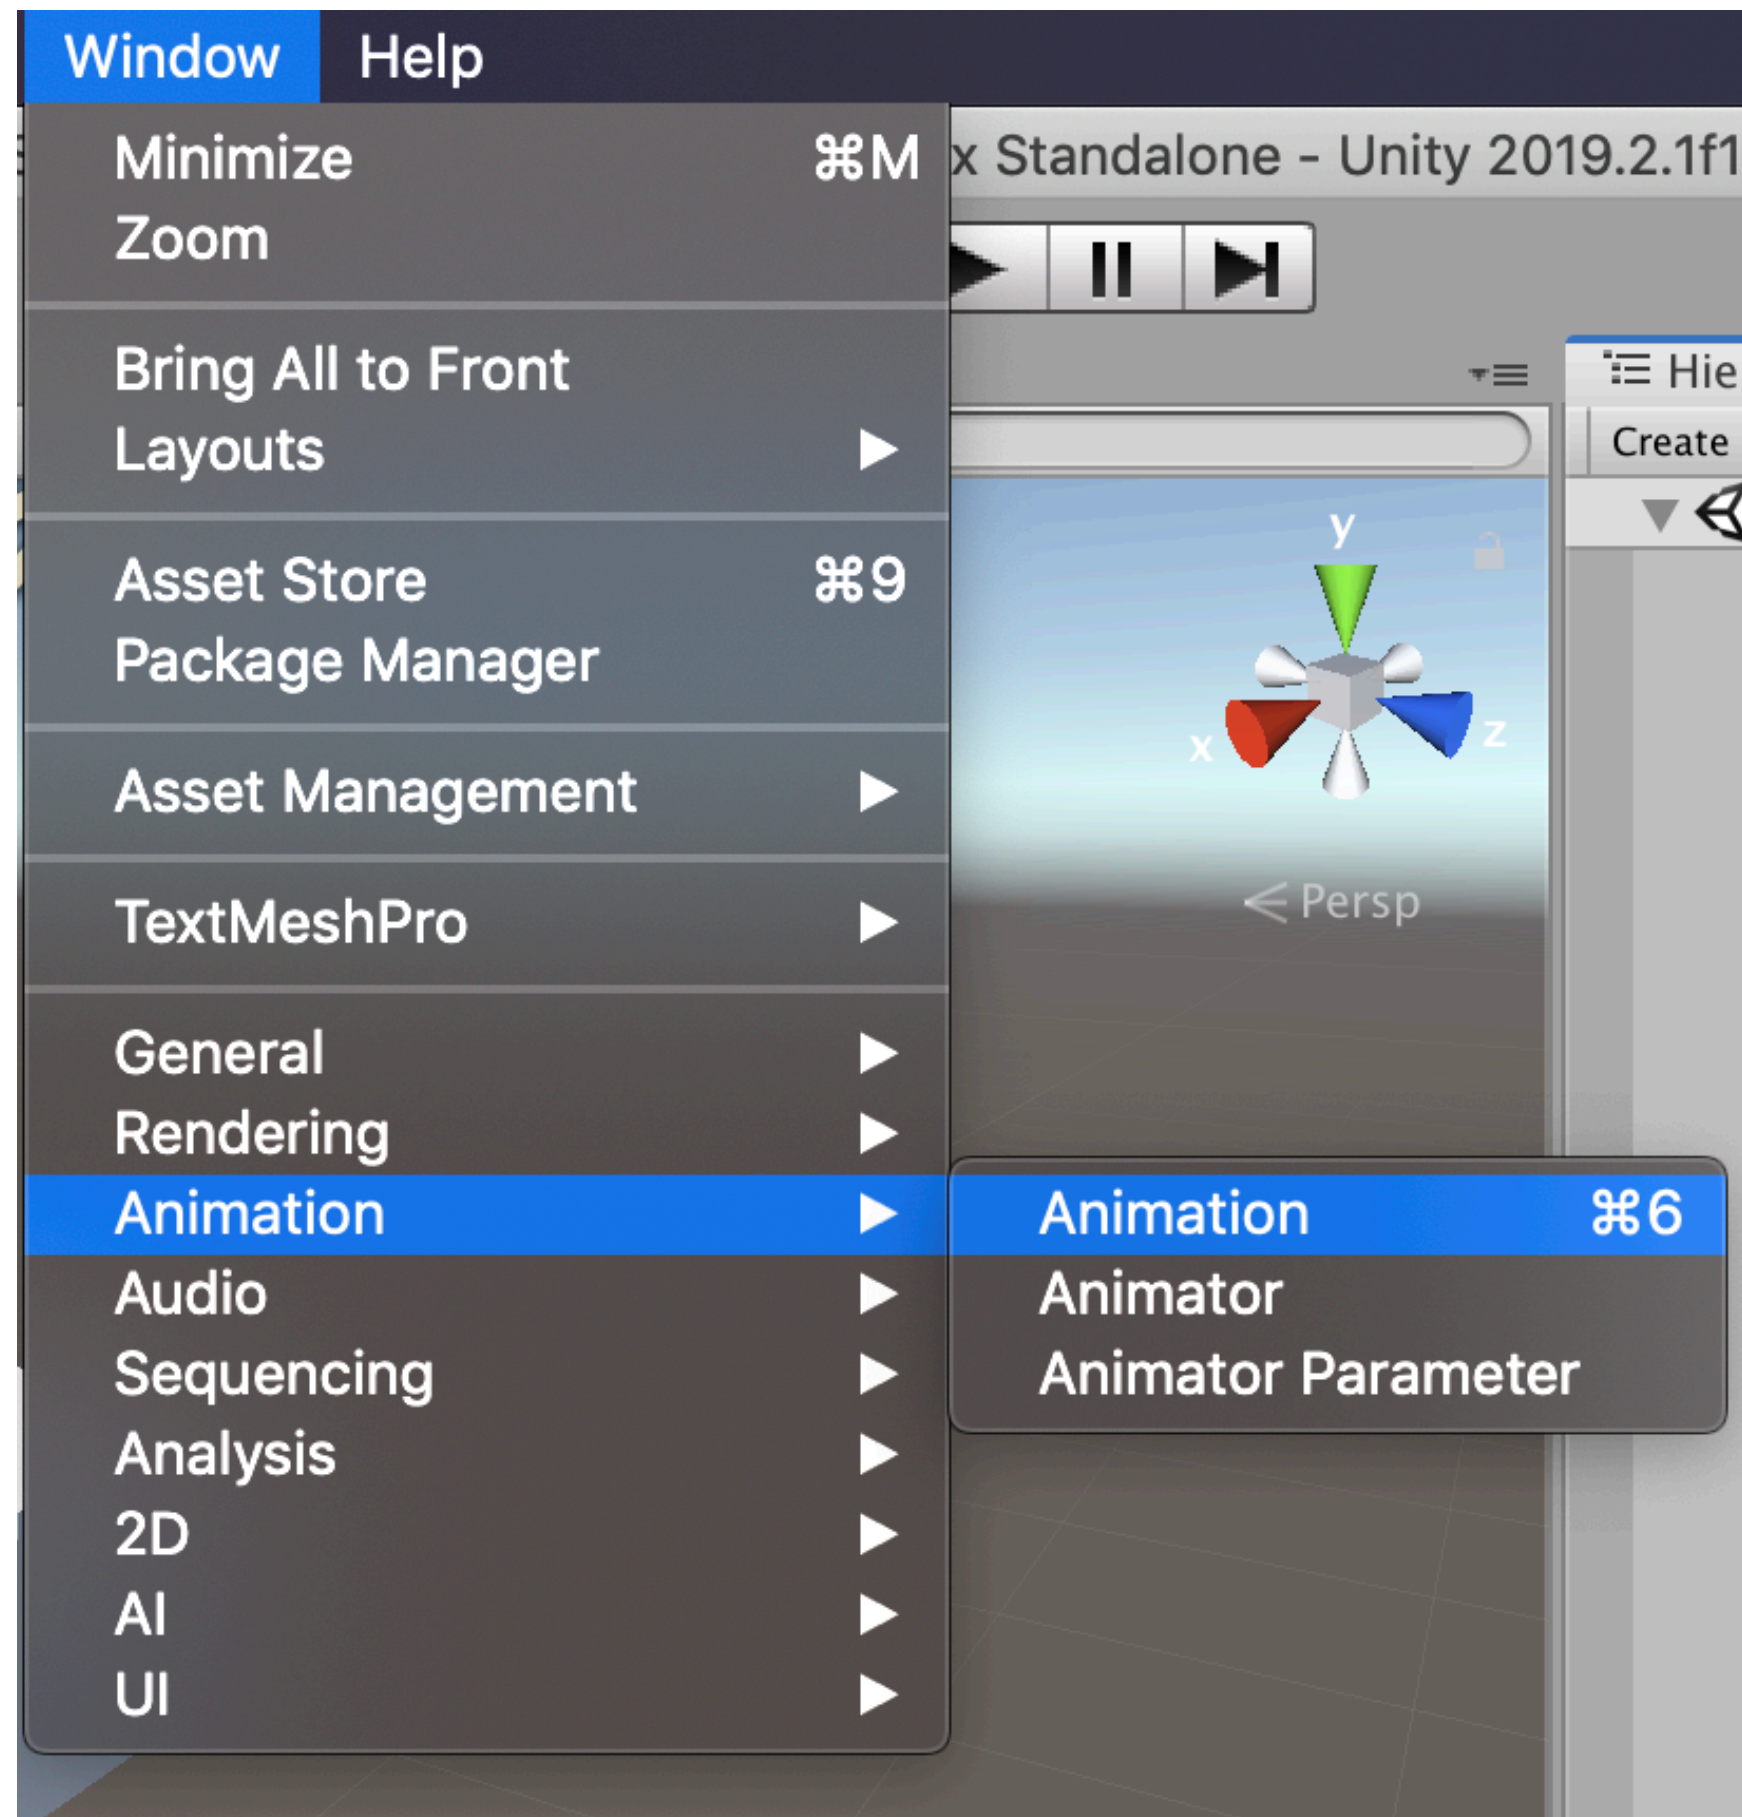 Window Help
Minimize ⌘M
x Standalone - Unity 2019.2.1f1
Zoom
Bring All to Front
Hie
Layouts
Create
Asset Store ⌘9
y
Package Manager
x
z
Asset Management
Persp
TextMeshPro
General
Rendering
Animation
Animation ⌘6
Audio
Animator
Sequencing
Animator Parameter
Analysis
2D
AI
UI